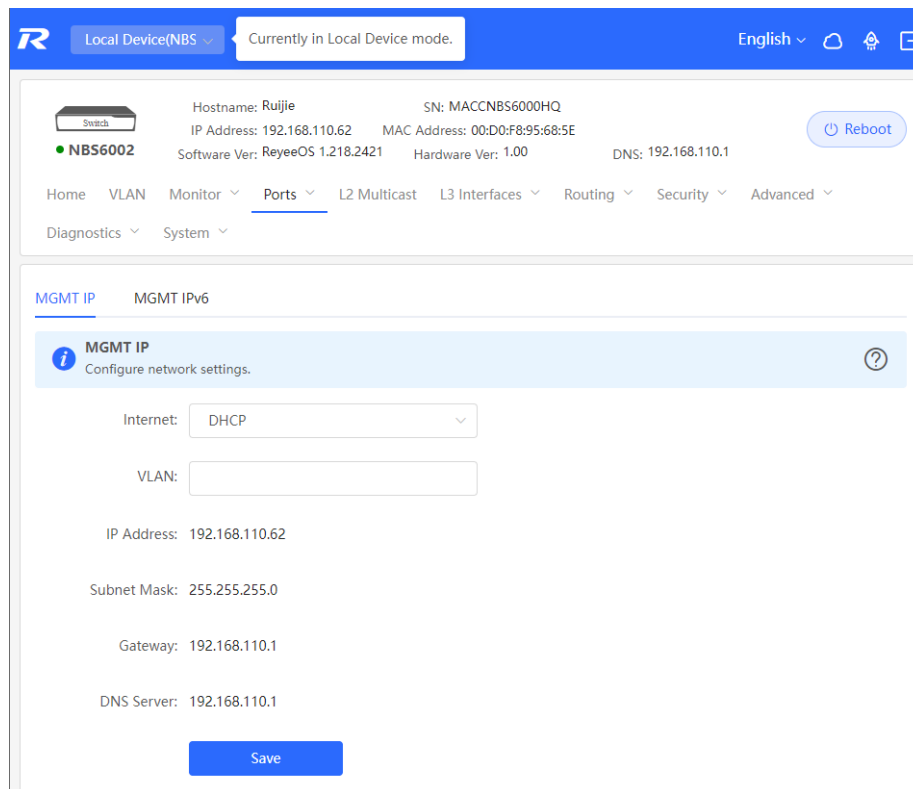 Local Device(NBS
Currently in Local Device mode.
English
Switch
NBS6002
Hostname: Ruijie
SN: MACCNBS6000HQ
IP Address: 192.168.110.62
MAC Address: 00:D0:F8:95:68:5E
Software Ver: ReyeeOS 1.218.2421
Hardware Ver: 1.00
DNS: 192.168.110.1
Reboot
Home VLAN Monitor Ports L2 Multicast L3 Interfaces Routing Security Advanced
Diagnostics System
MGMT IP MGMT IPv6
MGMT IP
Configure network settings.
Internet: DHCP
VLAN:
IP Address: 192.168.110.62
Subnet Mask: 255.255.255.0
Gateway: 192.168.110.1
DNS Server: 192.168.110.1
Save